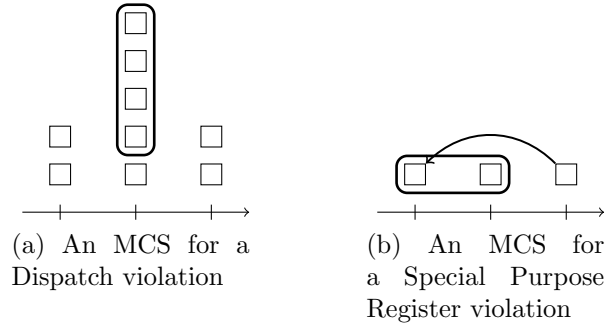 (a) An MCS for a
Dispatch violation
(b) An MCS for
a Special Purpose
Register violation